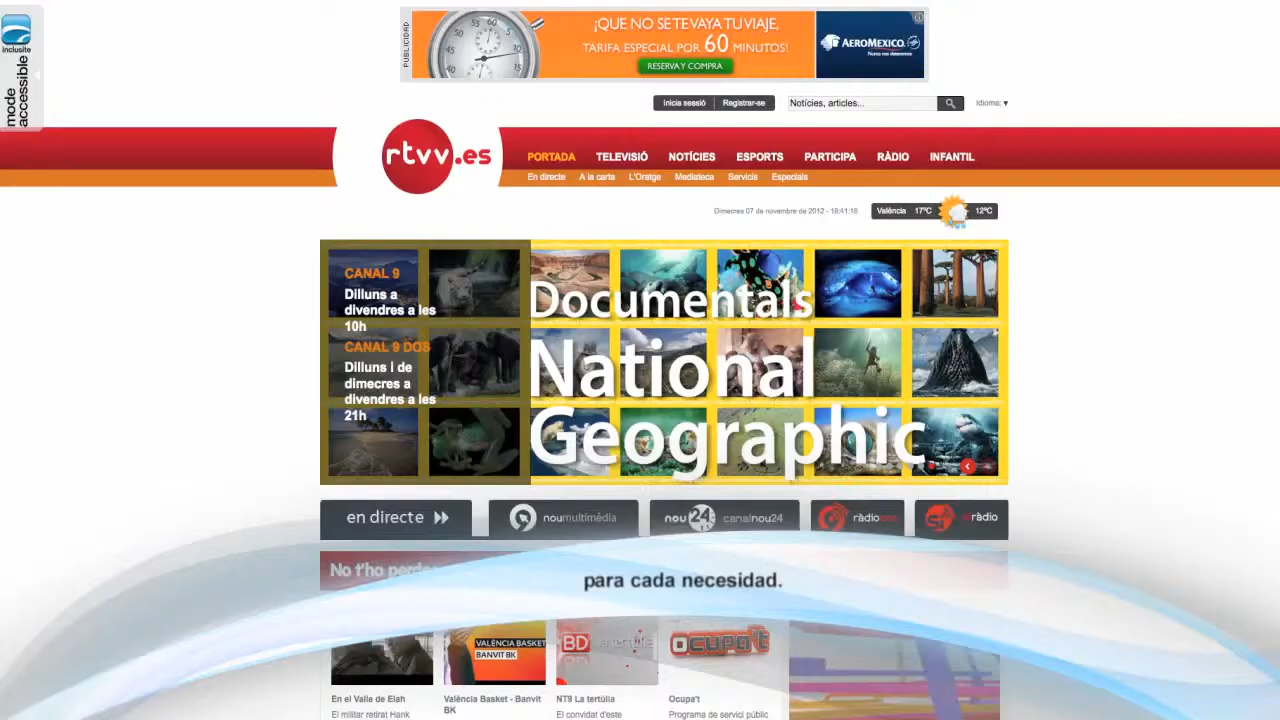 inclusite
mode
accessible
PUBLICIDAD
¡QUE NO SE TE VAYA TU VIAJE,
TARIFA ESPECIAL POR 60 MINUTOS!
RESERVA Y COMPRA
AEROMEXICO.
Inicia sessió
Registrar-se
Notícies, articles...
Idioma: ▼
rtvv.es
PORTADA TELEVISIÓ NOTÍCIES ESPORTS PARTICIPA RÀDIO INFANTIL
En directe A la carta L'Oratge Mediateca Servicis Especials
Dimecres 07 de novembre de 2012 - 18:41:16
València 17ºC 12ºC
CANAL 9
Dilluns a
divendres a les
10h
CANAL 9 DOS
Dilluns i de
dimecres a
divendres a les
21h
Documentals
National
Geographic
en directe
noumultimèdia
nou24 canalnou24
ràdio
ràdio
No t'ho
para cada necesidad.
VALÈNCIA BASKET
BANVIT BK
BD la tertúlia
OCUPA'T
En el Valle de Elah
València Basket - Banvit
BK
NT9 La tertúlia
Ocupa't
El militar retirat Hank
El convidat d'este
Programa de servici públic